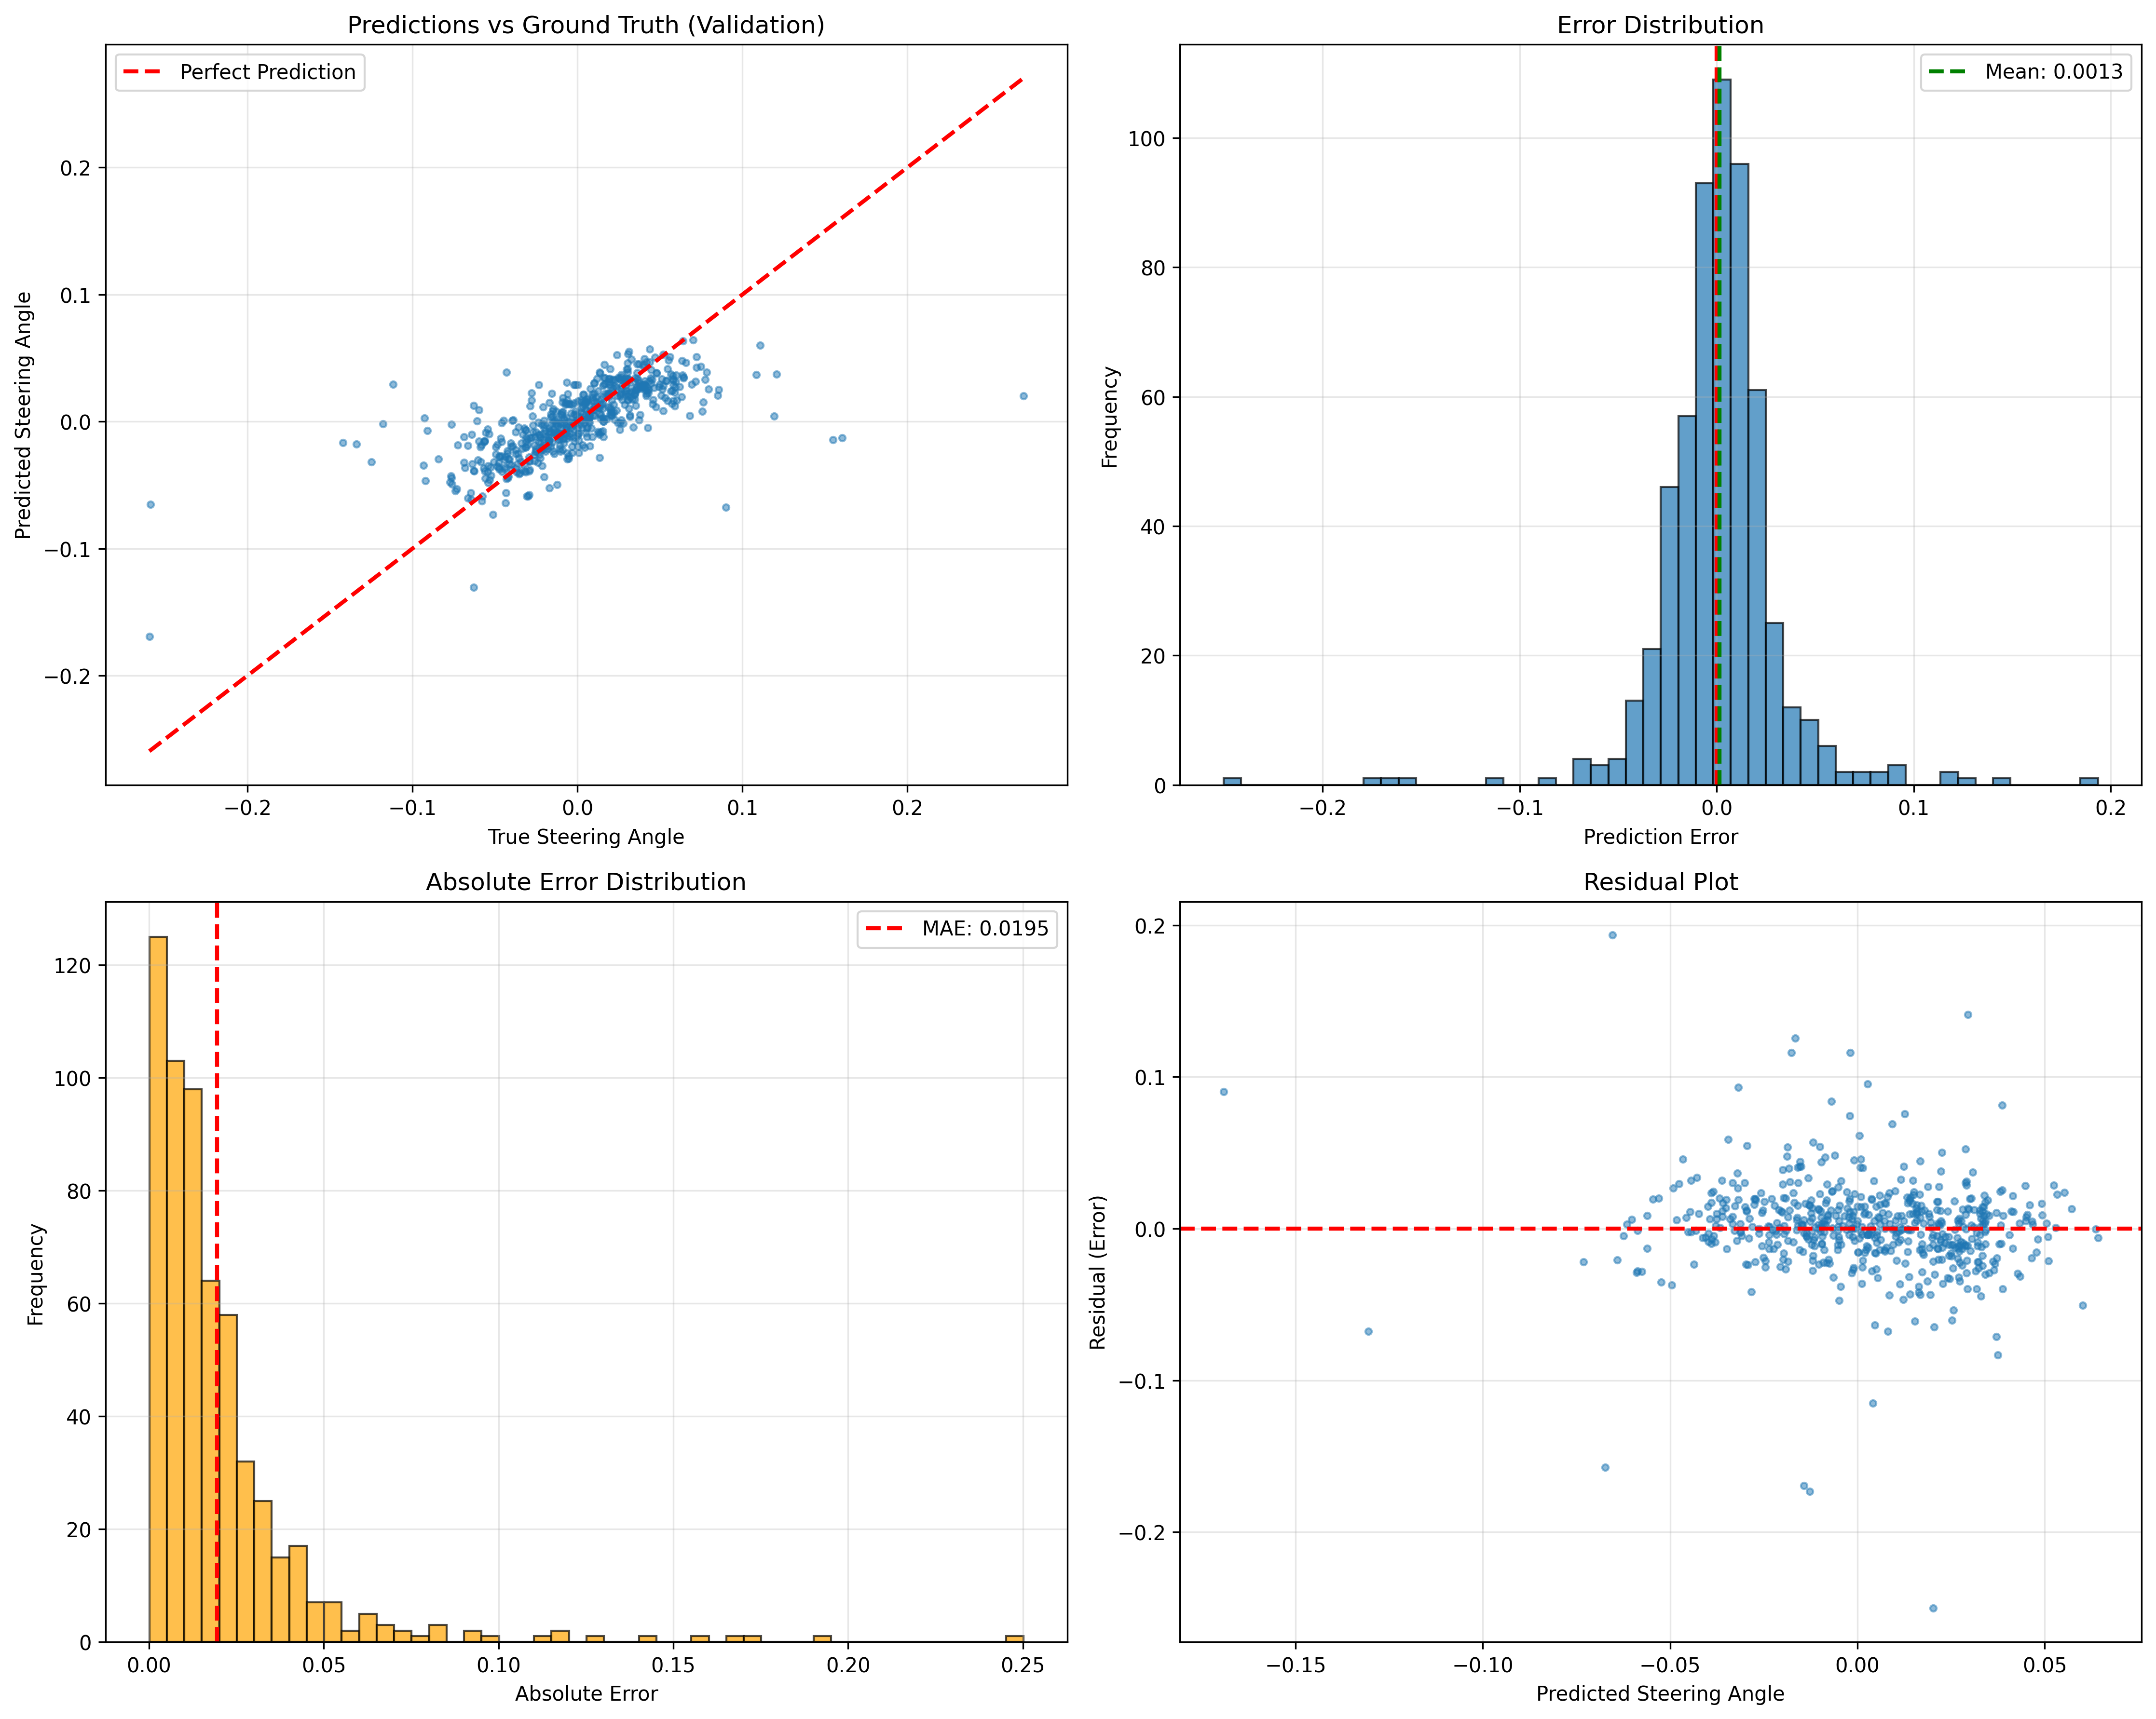 Predictions vs Ground Truth (Validation)
Perfect Prediction
Predicted Steering Angle
0.2
0.1
0.0
−0.1
−0.2
−0.2 −0.1 0.0 0.1 0.2
True Steering Angle
Error Distribution
Mean: 0.0013
Frequency
100
80
60
40
20
0
−0.2 −0.1 0.0 0.1 0.2
Prediction Error
Absolute Error Distribution
MAE: 0.0195
Frequency
120
100
80
60
40
20
0
0.00 0.05 0.10 0.15 0.20 0.25
Absolute Error
Residual Plot
Residual (Error)
0.2
0.1
0.0
−0.1
−0.2
−0.15 −0.10 −0.05 0.00 0.05
Predicted Steering Angle